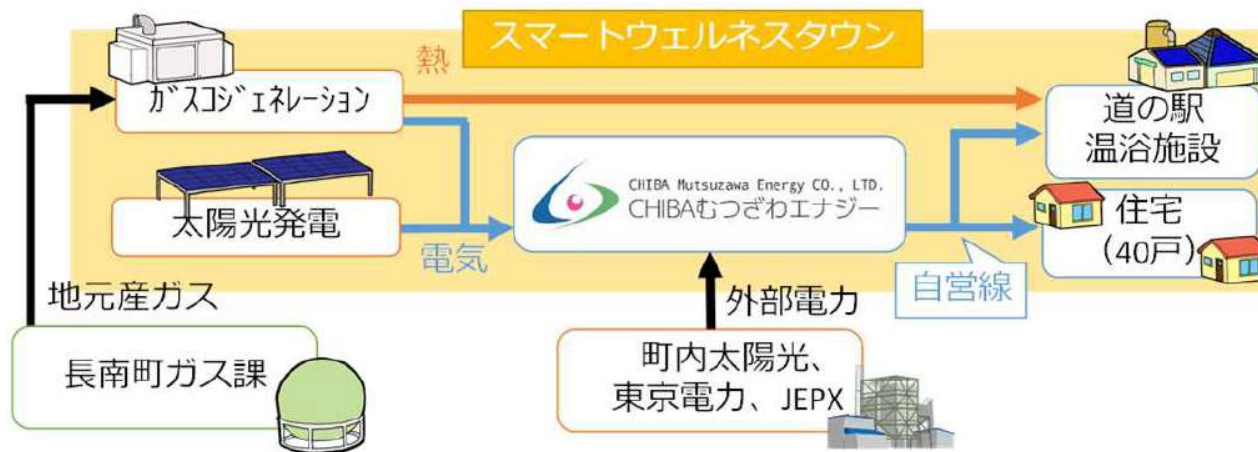 スマートウェルネスタウン
熱
ガスコジェネレーション
道の駅
温浴施設
CHIBA Mutsuzawa Energy CO., LTD.
CHIBAむつざわエナジー
太陽光発電
電気
住宅
(40戸)
自営線
地元産ガス
外部電力
長南町ガス課
町内太陽光、
東京電力、JEPX